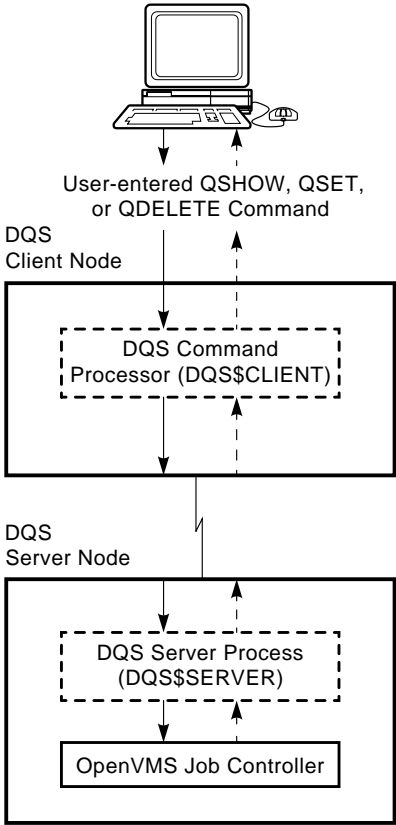 User-entered QSHOW, QSET,
or QDELETE Command
DQS
Client Node
DQS Command
Processor (DQS$CLIENT)
DQS
Server Node
DQS Server Process
(DQS$SERVER)
OpenVMS Job Controller